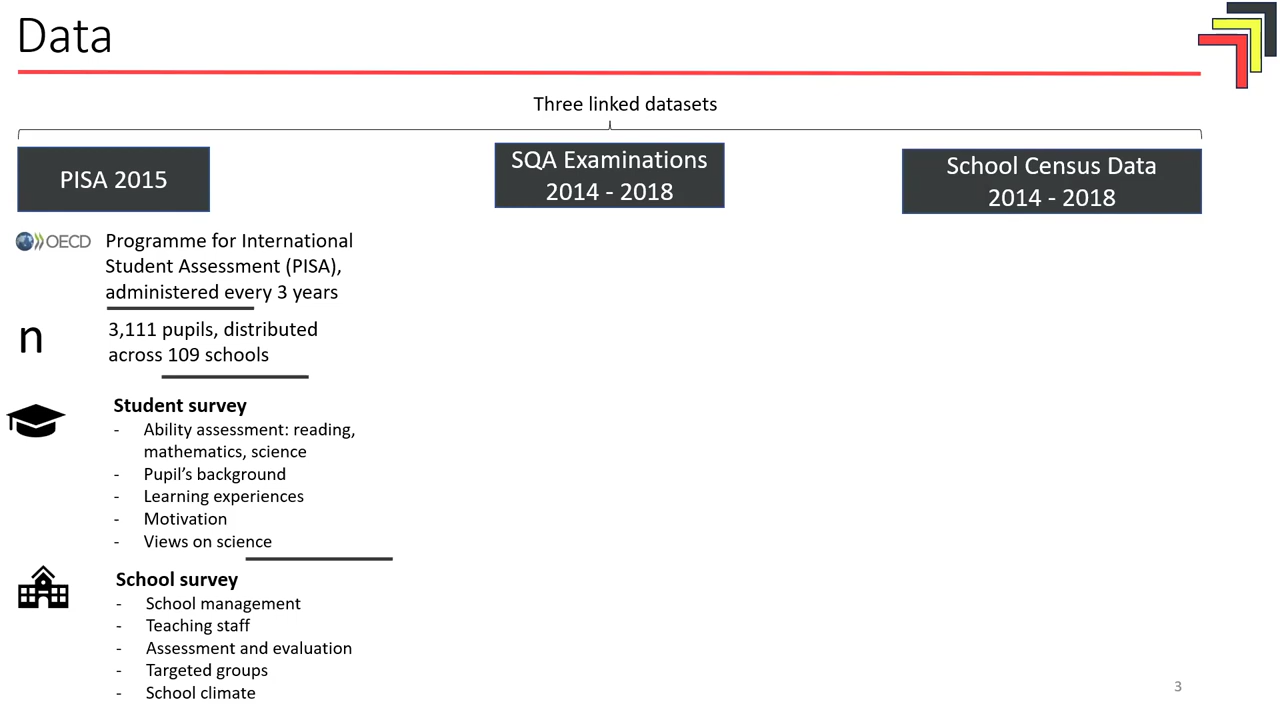 Data
Three linked datasets
PISA 2015
SQA Examinations
2014 - 2018
School Census Data
2014 - 2018
OECD
Programme for International
Student Assessment (PISA),
administered every 3 years
n
3,111 pupils, distributed
across 109 schools
Student survey
- Ability assessment: reading,
mathematics, science
- Pupil’s background
- Learning experiences
- Motivation
- Views on science
School survey
- School management
- Teaching staff
- Assessment and evaluation
- Targeted groups
- School climate
3